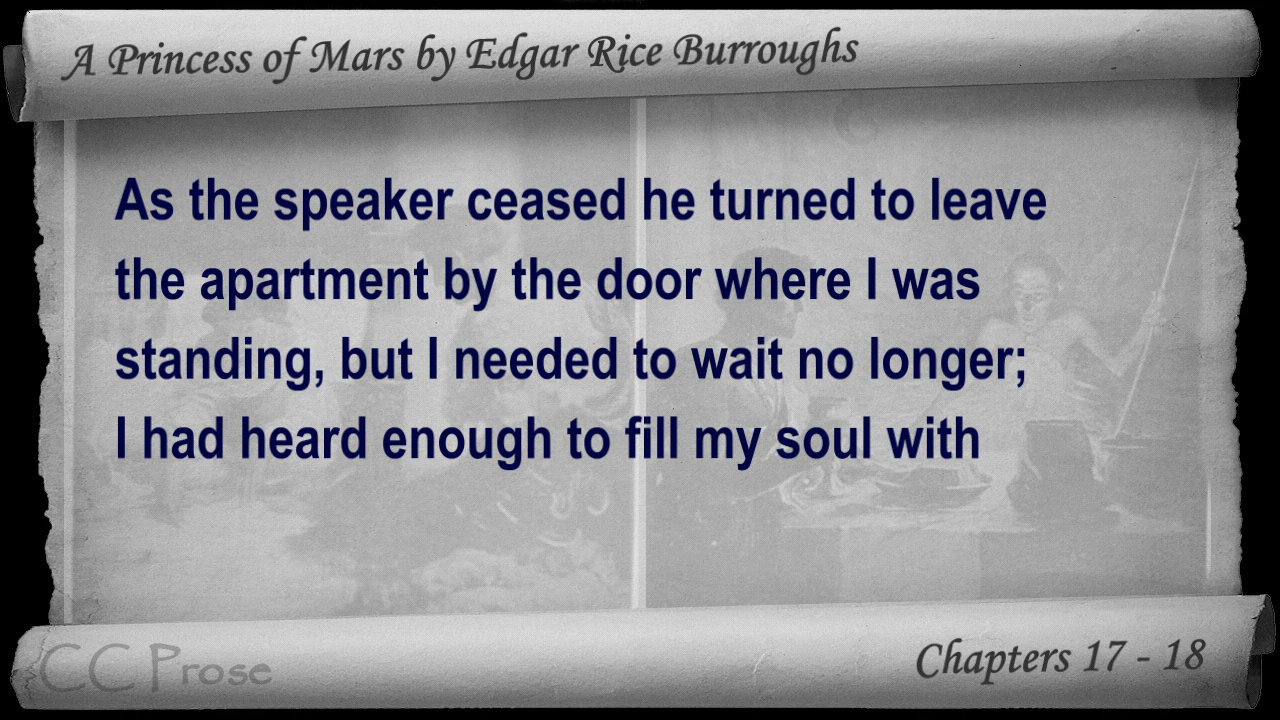 A Princess of Mars by Edgar Rice Burroughs
As the speaker ceased he turned to leave
the apartment by the door where I was
standing, but I needed to wait no longer;
I had heard enough to fill my soul with
CC Prose
Chapters 17 - 18